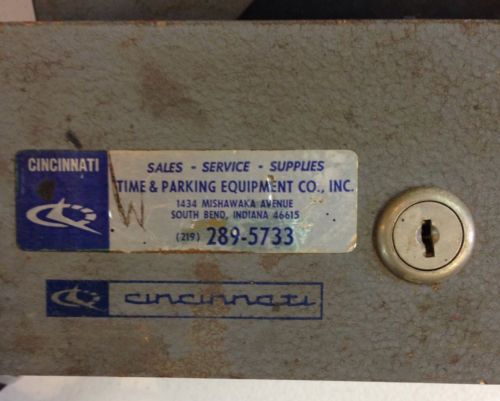 CINCINNATI
SALES - SERVICE - SUPPLIES
TIME & PARKING EQUIPMENT CO., INC.
1434 MISHAWAKA AVENUE
SOUTH BEND, INDIANA 46615
(219) 289-5733
cincinnati